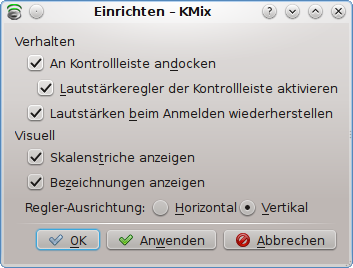 Einrichten – KMix
Verhalten
An Kontrollleiste andocken
Lautstärkeregler der Kontrollleiste aktivieren
Lautstärken beim Anmelden wiederherstellen
Visuell
Skalenstriche anzeigen
Bezeichnungen anzeigen
Regler-Ausrichtung: Horizontal Vertikal
OK Anwenden Abbrechen